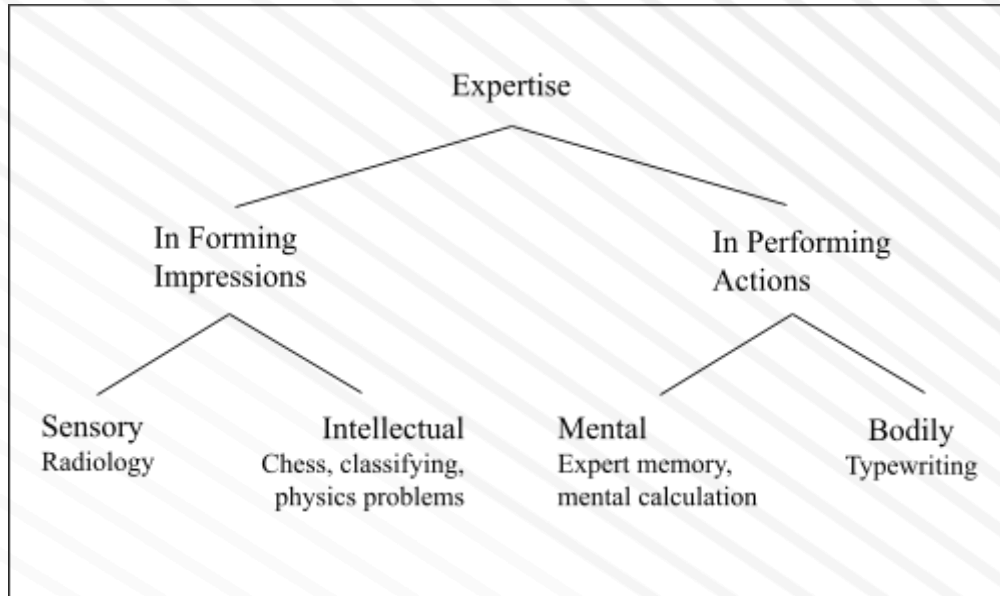 Expertise
In Forming
Impressions
In Performing
Actions
Sensory
Radiology
Intellectual
Chess, classifying,
physics problems
Mental
Expert memory,
mental calculation
Bodily
Typewriting